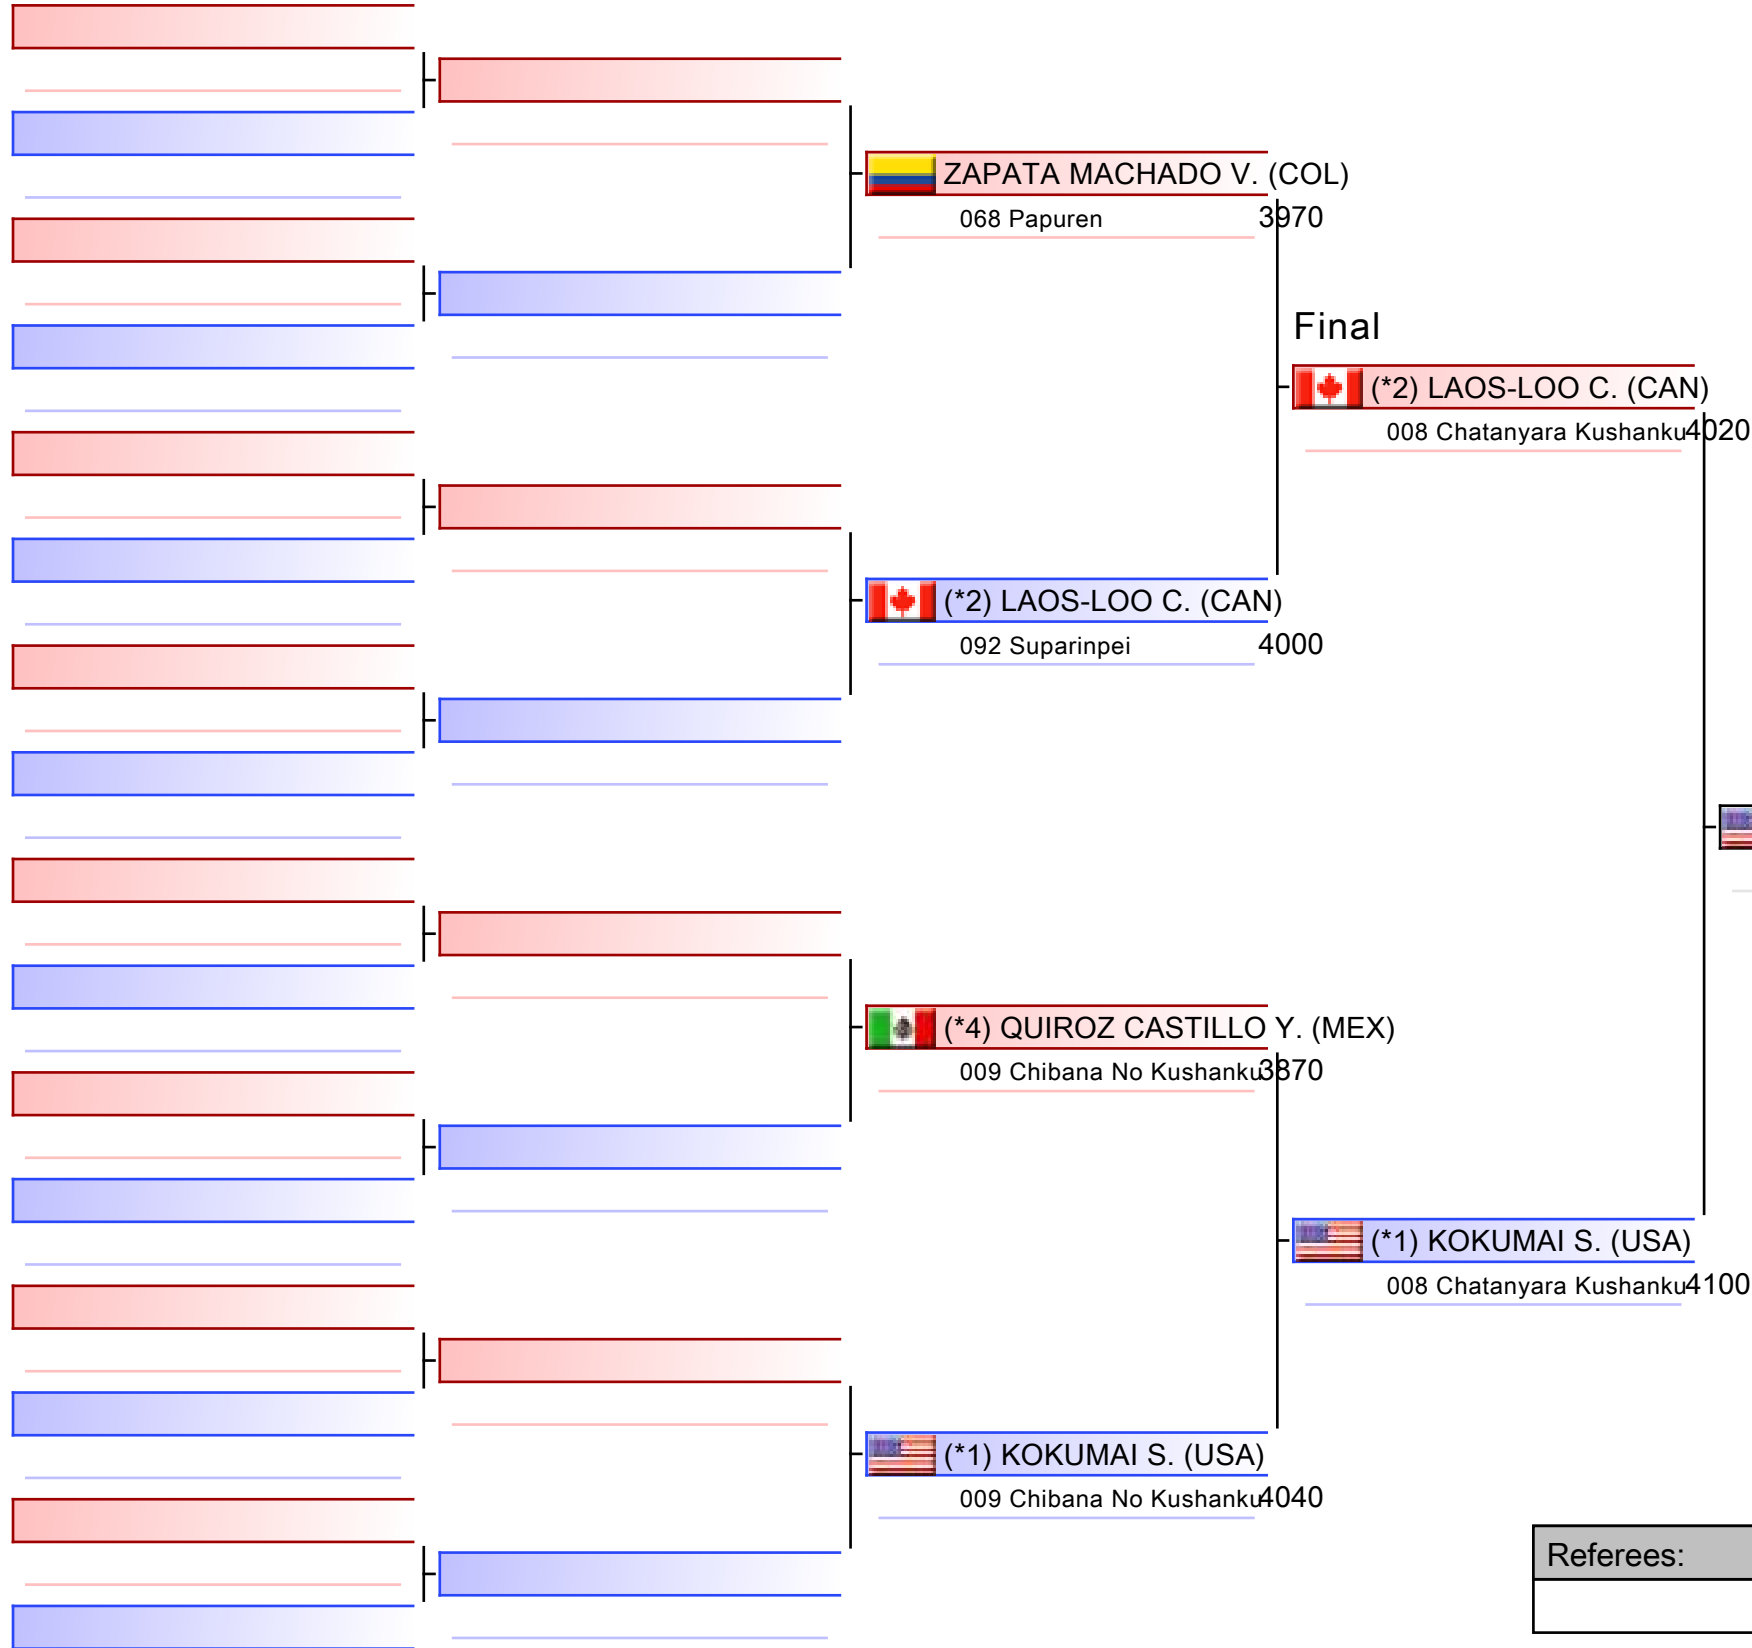 ZAPATA MACHADO V. (COL)
068 Papuren 3970
Final
(*2) LAOS-LOO C. (CAN)
008 Chatanyara Kushanku 4020
(*2) LAOS-LOO C. (CAN)
092 Suparinpei 4000
(*4) QUIROZ CASTILLO Y. (MEX)
009 Chibana No Kushanku 3870
(*1) KOKUMAI S. (USA)
008 Chatanyara Kushanku 4100
(*1) KOKUMAI S. (USA)
009 Chibana No Kushanku 4040
Referees: